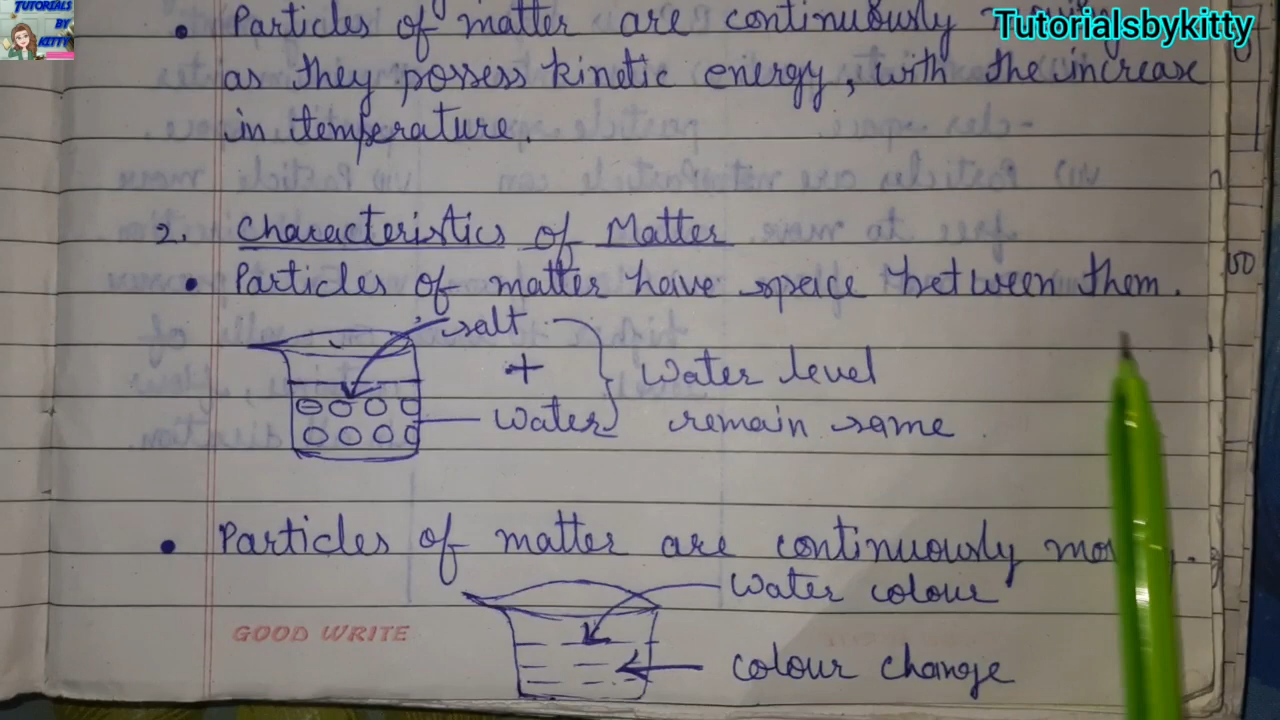 TUTORIALS
BY
KITTY
Tutorialsbykitty
• Particles of matter are continuously
as they possess kinetic energy, with the increase
in temperature.
2. Characteristics of Matter
• Particles of matter have space between them.
salt
+
Water
Water level
remain same
• Particles of matter are continuously
Water colour
GOOD WRITE
colour change